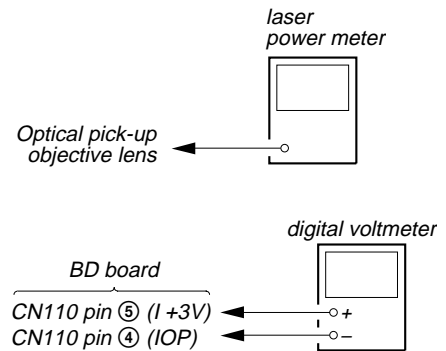 laser
power meter
Optical pick-up
objective lens
digital voltmeter
BD board
CN110 pin ⑤ (I +3V)
+
CN110 pin ④ (IOP)
–